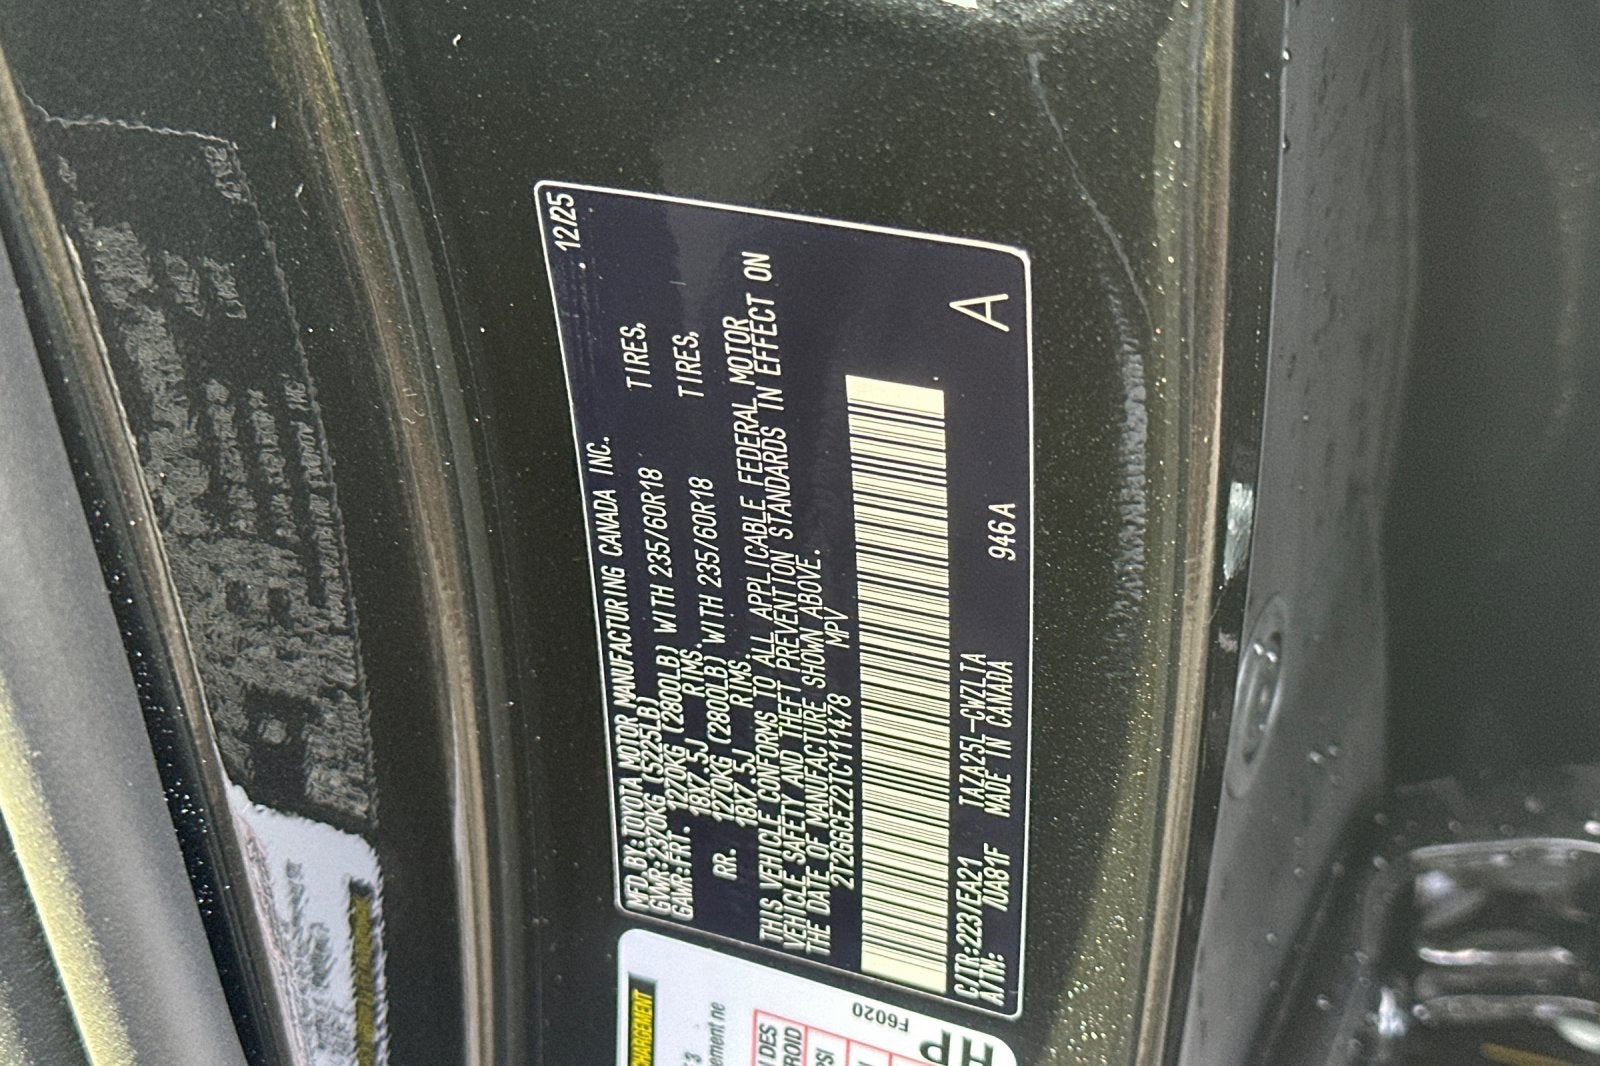 MFD.BY:TOYOTA MOTOR MANUFACTURING CANADA INC. 12/25
GVWR:2370KG (5225LB)
GAWR:FRT. 1270KG (2800LB) WITH 235/60R18 TIRES,
18X7.5J RIMS.
RR. 1270KG (2800LB) WITH 235/60R18 TIRES,
18X7.5J RIMS.
THIS VEHICLE CONFORMS TO ALL APPLICABLE FEDERAL MOTOR
VEHICLE SAFETY AND THEFT PREVENTION STANDARDS IN EFFECT ON
THE DATE OF MANUFACTURE SHOWN ABOVE.
2T2GGCEZ2TC111478 MPV
C/TR:223/EA21 TAZA25L-CWZLTA
A/TM: /UA81F MADE IN CANADA 946A A
F6020
CHARGEMENT